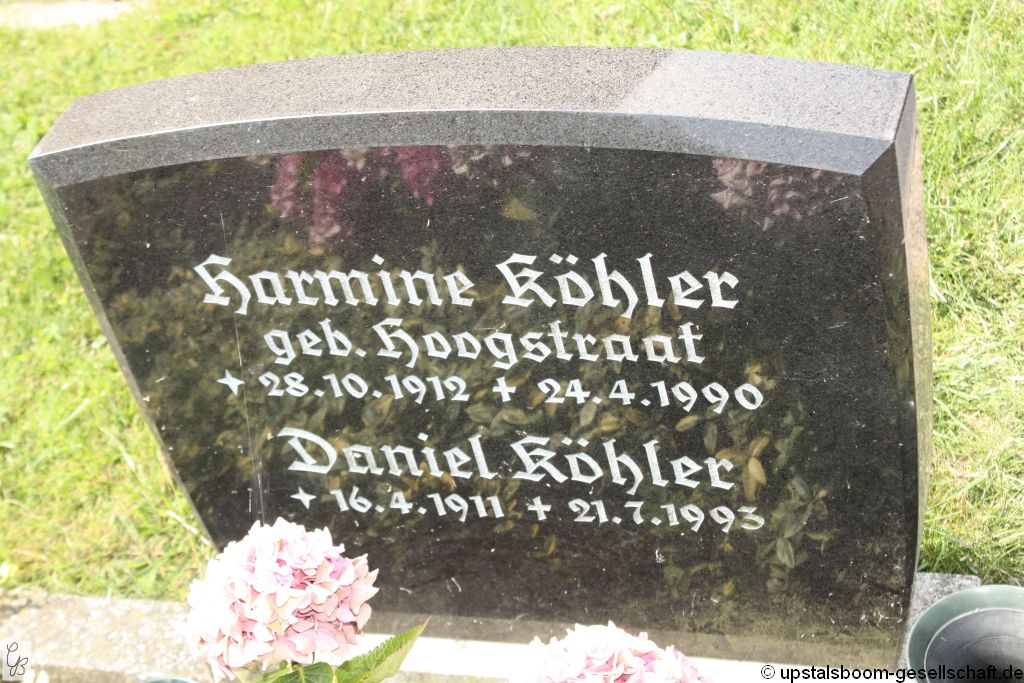 Harmine Köhler
geb. Hoogstraat
✦ 28.10.1912 ✝ 24.4.1990
Daniel Köhler
✦ 16.4.1911 ✝ 21.7.1993
GB
© upstalsboom-gesellschaft.de